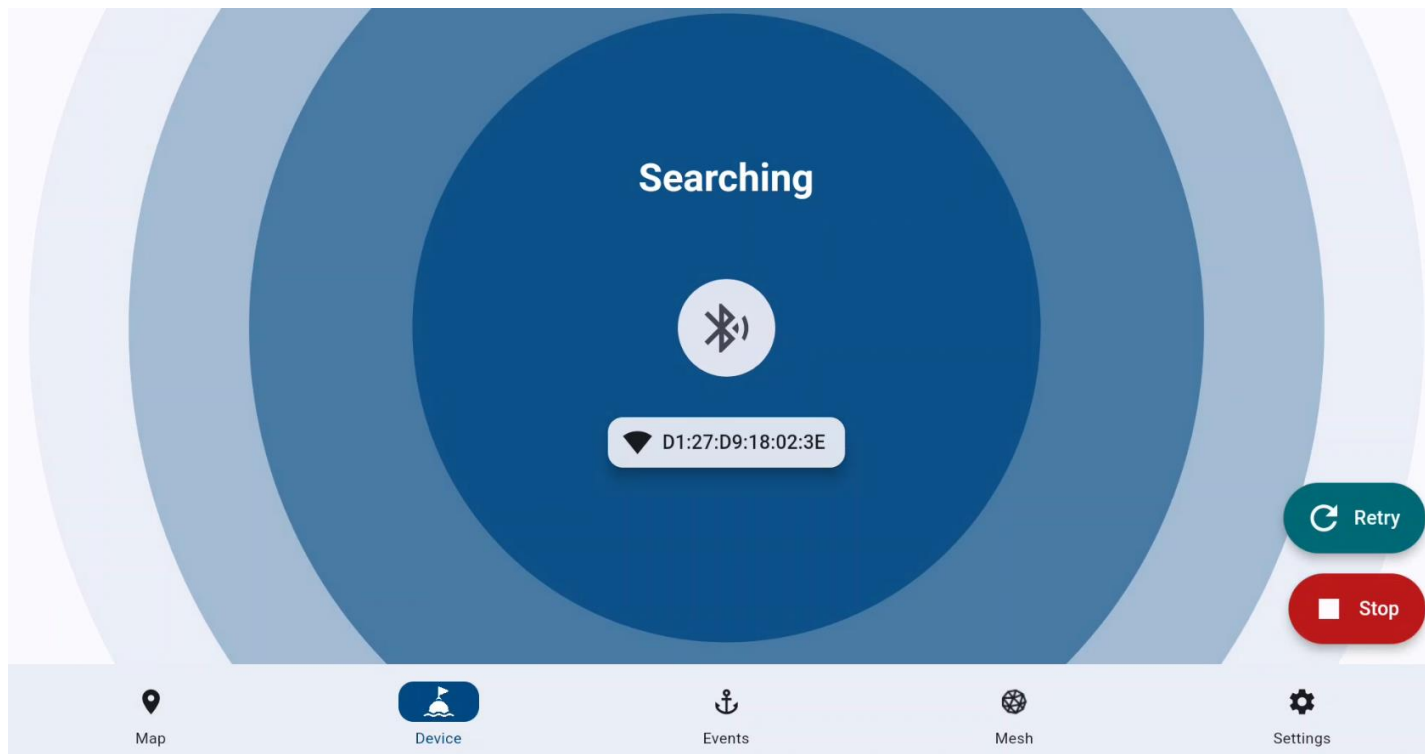 Searching
D1:27:D9:18:02:3E
Retry
Stop
Map
Device
Events
Mesh
Settings